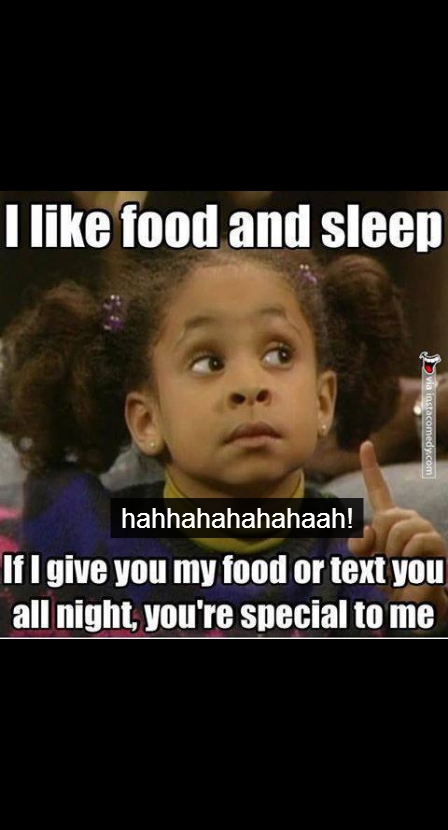 I like food and sleep
via instacomedy.com
hahhahahahahaah!
If I give you my food or text you
all night, you're special to me